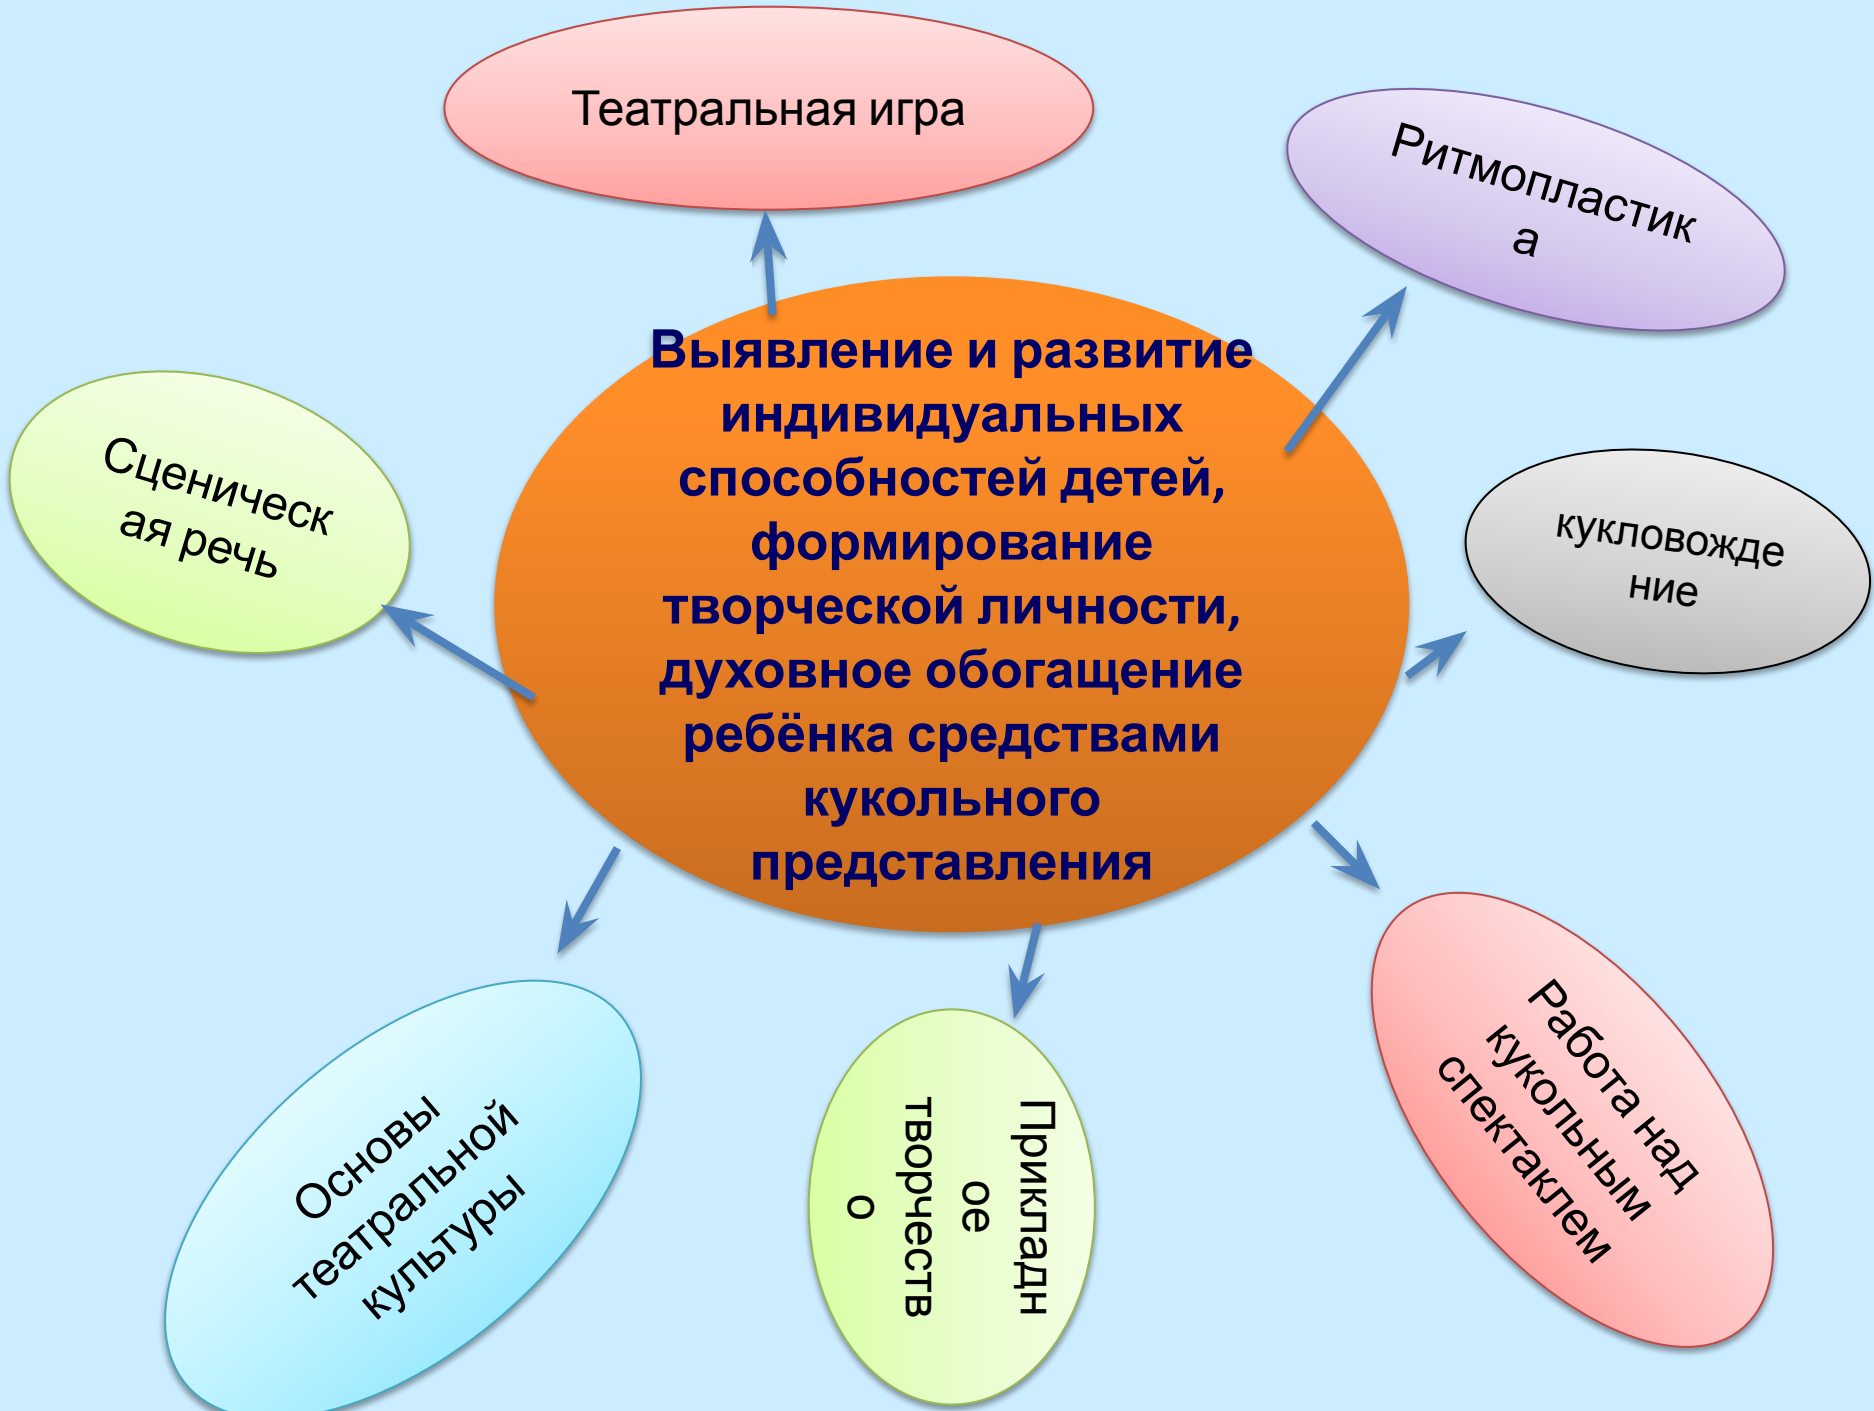 Театральная игра
Ритмопластик
а
Выявление и развитие
индивидуальных
способностей детей,
формирование
творческой личности,
духовное обогащение
ребёнка средствами
кукольного
представления
Сценическ
ая речь
кукловожде
ние
Основы
театральной
культуры
Прикладн
ое
творчеств
о
Работа над
кукольным
спектаклем